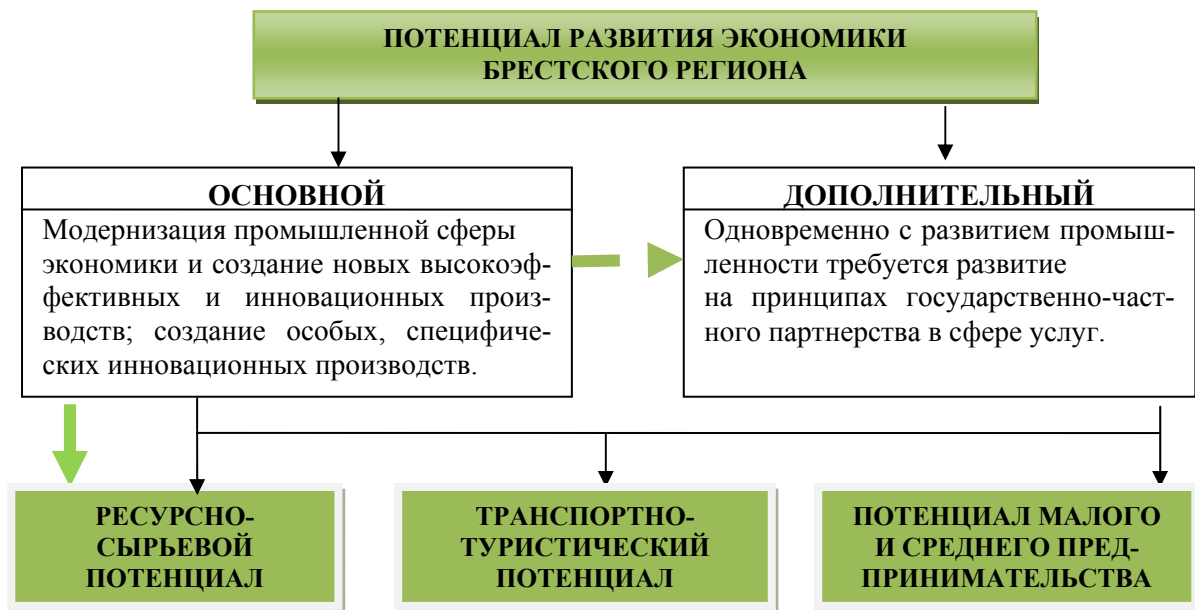 ПОТЕНЦИАЛ РАЗВИТИЯ ЭКОНОМИКИ
БРЕСТСКОГО РЕГИОНА
ОСНОВНОЙ
Модернизация промышленной сферы
экономики и создание новых высокоэф-
фективных и инновационных произ-
водств; создание особых, специфиче-
ских инновационных производств.
ДОПОЛНИТЕЛЬНЫЙ
Одновременно с развитием промыш-
ленности требуется развитие
на принципах государственно-част-
ного партнерства в сфере услуг.
РЕСУРСНО-
СЫРЬЕВОЙ
ПОТЕНЦИАЛ
ТРАНСПОРТНО-
ТУРИСТИЧЕСКИЙ
ПОТЕНЦИАЛ
ПОТЕНЦИАЛ МАЛОГО
И СРЕДНЕГО ПРЕД-
ПРИНИМАТЕЛЬСТВА